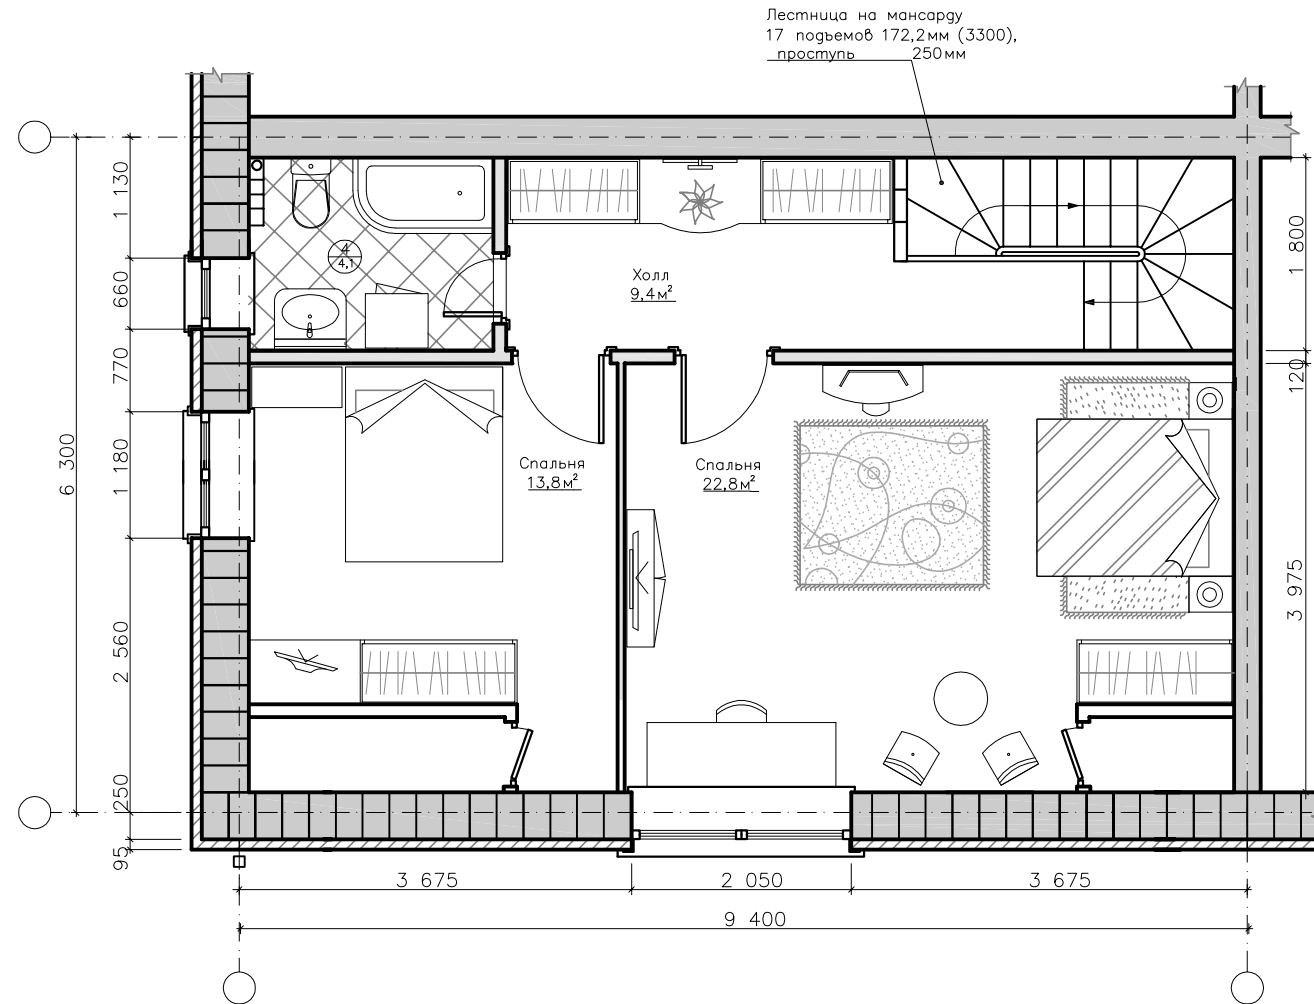 Лестница на мансарду
17 подъемов 172,2мм (3300),
проступь 250мм
1 130
660
770
1 180
6 300
2 560
250
95
4
4,1
Холл
9,4м²
Спальня
13,8м²
Спальня
22,8м²
1 800
120
3 975
3 675
2 050
3 675
9 400